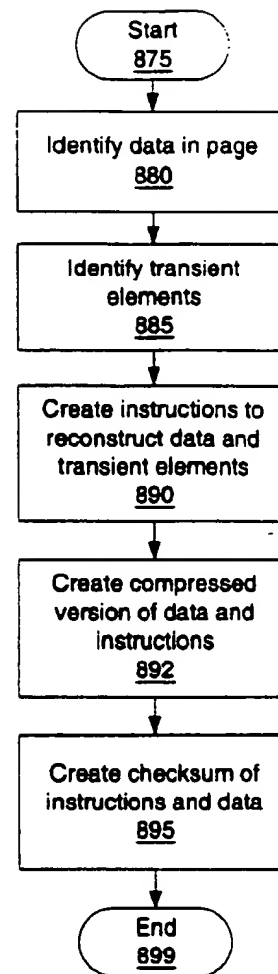 Start
875
Identify data in page
880
Identify transient
elements
885
Create instructions to
reconstruct data and
transient elements
890
Create compressed
version of data and
instructions
892
Create checksum of
instructions and data
895
End
899